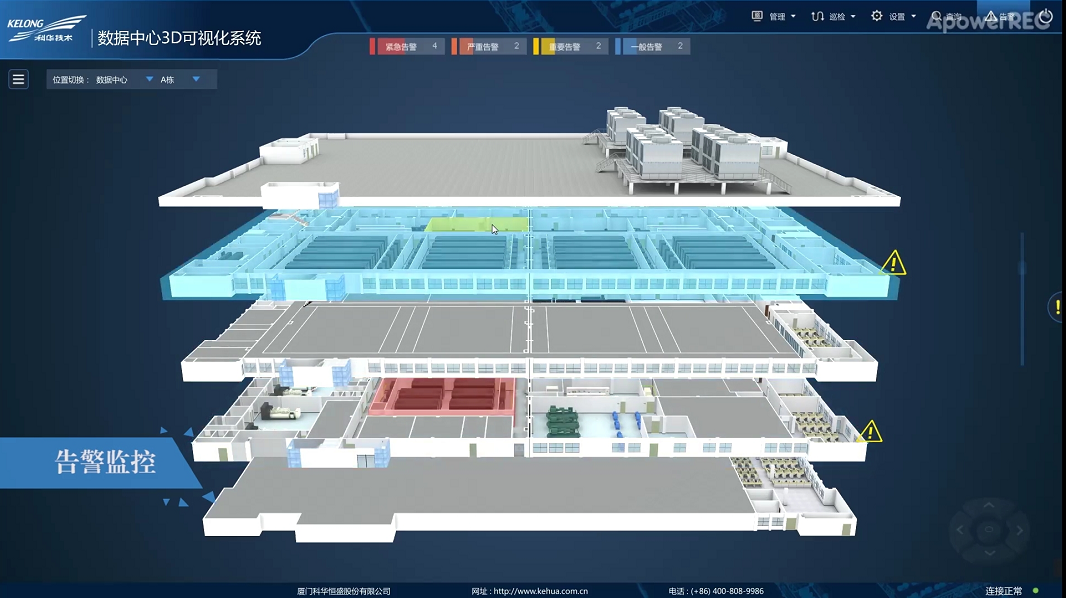 KELONG
科华技术
数据中心3D可视化系统
管理
巡检
设置
查询
告警
ApowerREC
紧急告警 4
严重告警 2
重要告警 2
一般告警 2
位置切换： 数据中心 A栋
告警监控
厦门科华恒盛股份有限公司
网址 : http://www.kehua.com.cn
电话 : (+86) 400-808-9986
连接正常